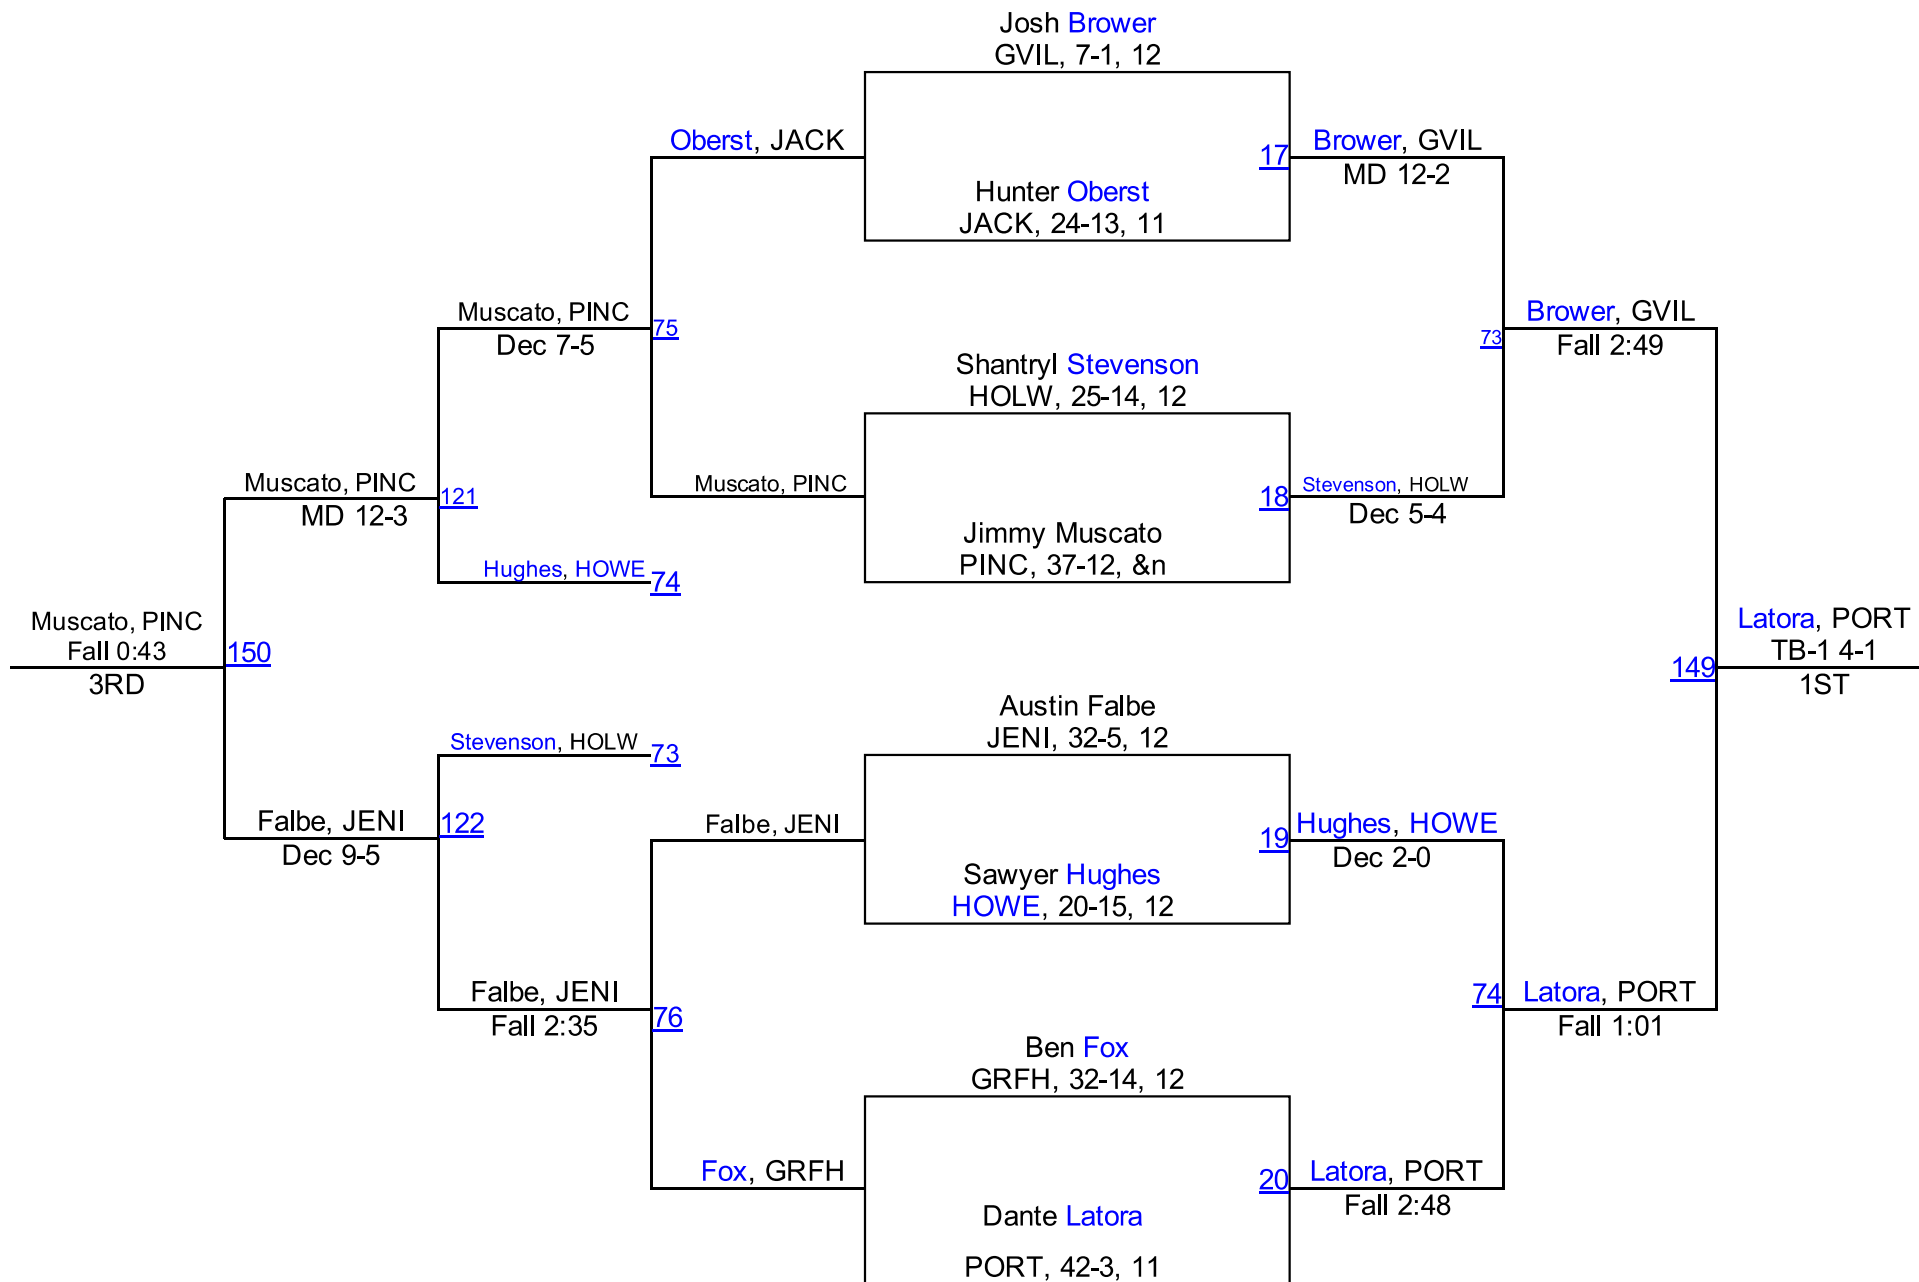 Josh Brower
GVIL, 7-1, 12
Oberst, JACK
17
Brower, GVIL
MD 12-2
Hunter Oberst
JACK, 24-13, 11
Muscato, PINC
Dec 7-5
75
73
Brower, GVIL
Fall 2:49
Shantryl Stevenson
HOLW, 25-14, 12
Muscato, PINC
MD 12-3
121
Muscato, PINC
18
Stevenson, HOLW
Dec 5-4
Jimmy Muscato
PINC, 37-12, &n
Hughes, HOWE
74
Muscato, PINC
Fall 0:43
3RD
150
149
Latora, PORT
TB-1 4-1
1ST
Stevenson, HOLW
73
Austin Falbe
JENI, 32-5, 12
Falbe, JENI
Dec 9-5
122
Falbe, JENI
19
Hughes, HOWE
Dec 2-0
Sawyer Hughes
HOWE, 20-15, 12
Falbe, JENI
Fall 2:35
76
74
Latora, PORT
Fall 1:01
Ben Fox
GRFH, 32-14, 12
Fox, GRFH
20
Latora, PORT
Fall 2:48
Dante Latora
PORT, 42-3, 11